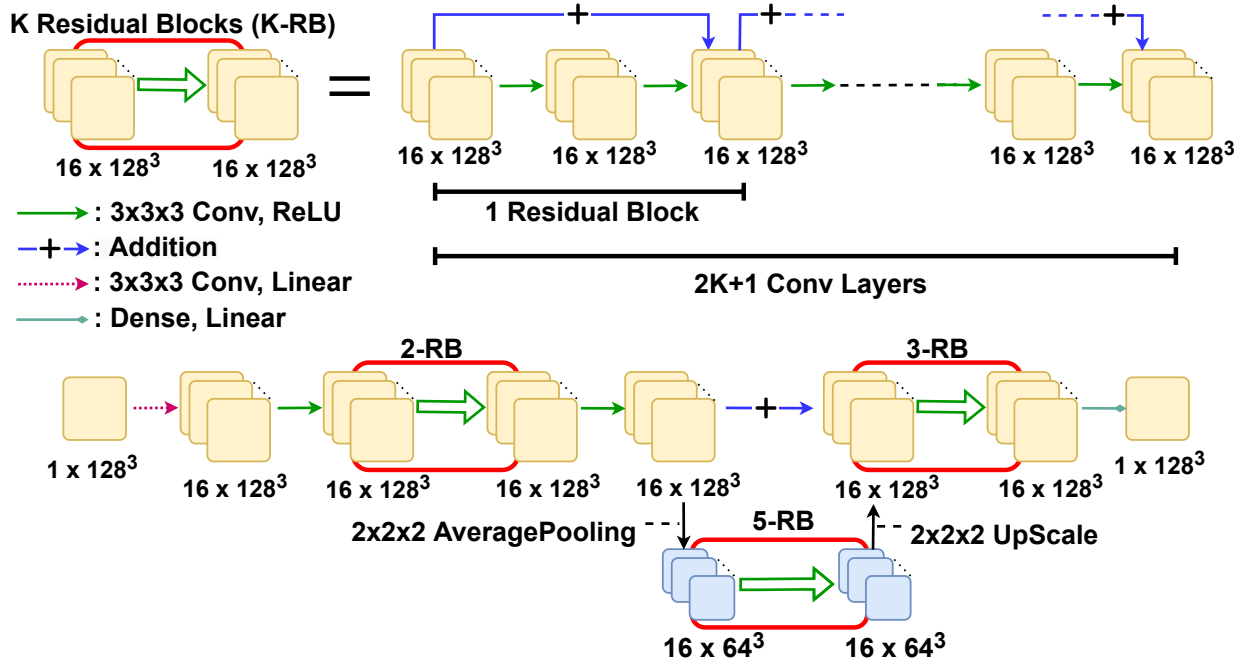 K Residual Blocks (K-RB)
+
+
+
=
16 x 128³
16 x 128³
16 x 128³
16 x 128³
16 x 128³
16 x 128³
16 x 128³
1 Residual Block
2K+1 Conv Layers
: 3x3x3 Conv, ReLU
+ : Addition
: 3x3x3 Conv, Linear
: Dense, Linear
2-RB
3-RB
+
1 x 128³
16 x 128³
16 x 128³
16 x 128³
16 x 128³
16 x 128³
16 x 128³
1 x 128³
2x2x2 AveragePooling
5-RB
2x2x2 UpScale
16 x 64³
16 x 64³